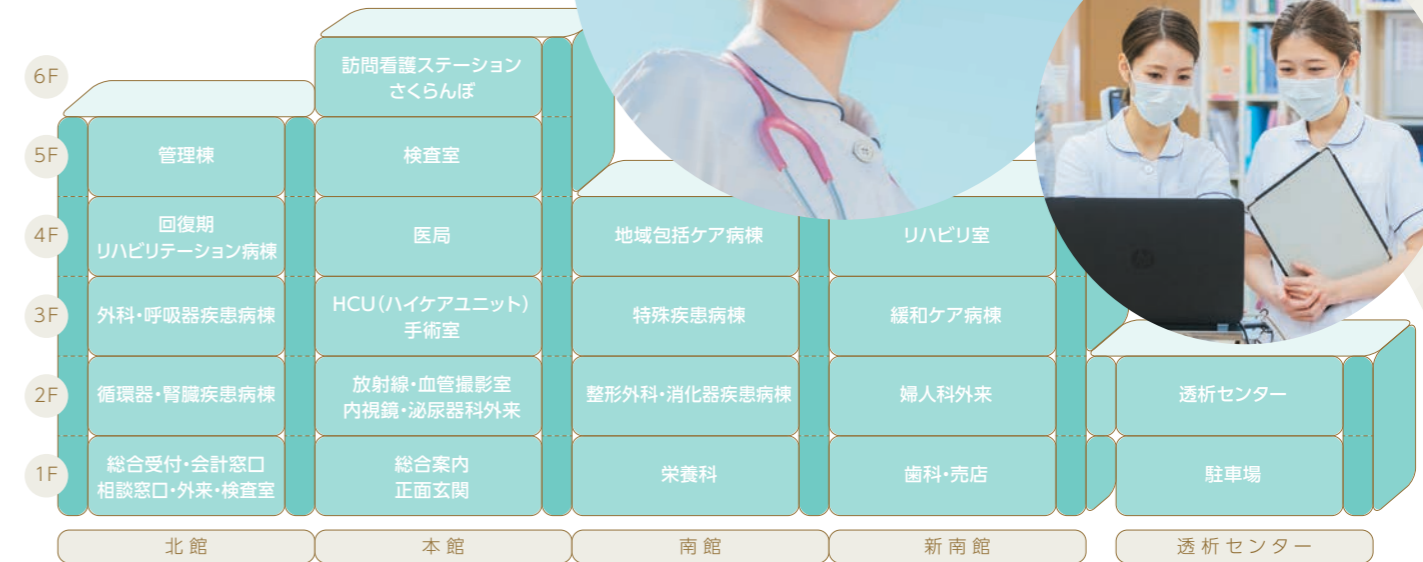 6F
訪問看護ステーション
さくらんぼ
5F
管理棟
検査室
4F
回復期
リハビリテーション病棟
医局
地域包括ケア病棟
リハビリ室
3F
外科・呼吸器疾患病棟
HCU(ハイケアユニット)
手術室
特殊疾患病棟
緩和ケア病棟
2F
循環器・腎臓疾患病棟
放射線・血管撮影室
内視鏡・泌尿器科外来
整形外科・消化器疾患病棟
婦人科外来
透析センター
1F
総合受付・会計窓口
相談窓口・外来・検査室
総合案内
正面玄関
栄養科
歯科・売店
駐車場
北館
本館
南館
新南館
透析センター